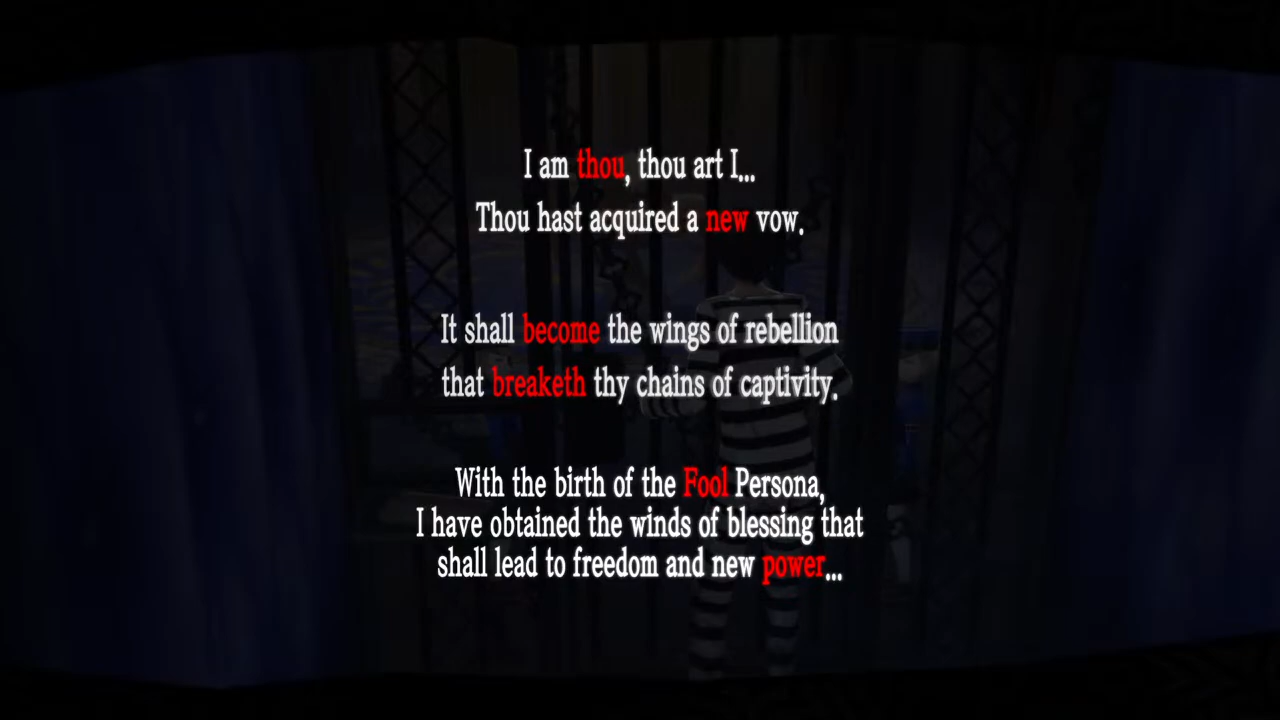 I am thou, thou art I...
Thou hast acquired a new vow.
It shall become the wings of rebellion
that breaketh thy chains of captivity.
With the birth of the Fool Persona,
I have obtained the winds of blessing that
shall lead to freedom and new power...